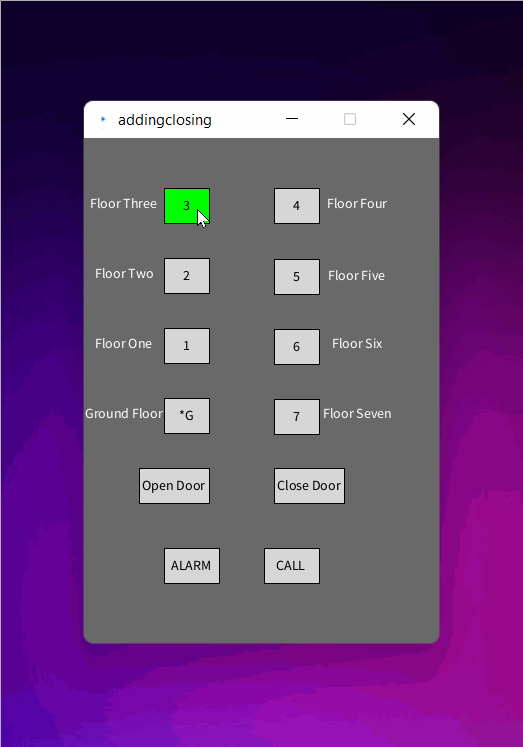 addingclosing
Floor Three 3 4 Floor Four
Floor Two 2 5 Floor Five
Floor One 1 6 Floor Six
Ground Floor *G 7 Floor Seven
Open Door Close Door
ALARM CALL